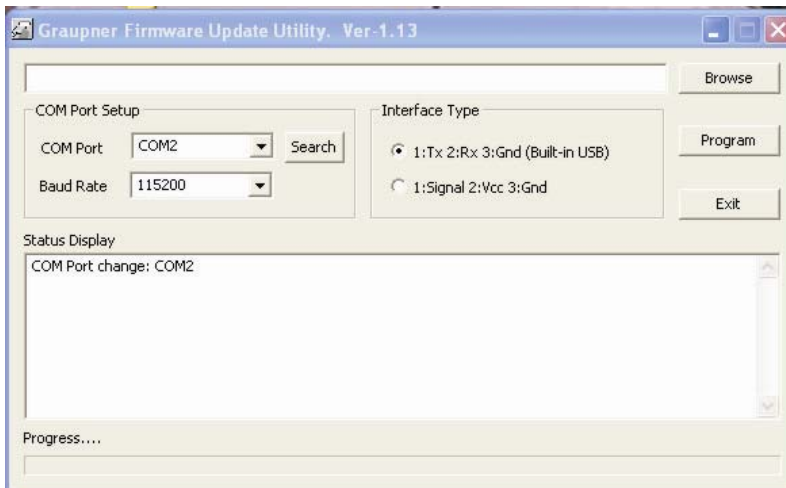 Graupner Firmware Update Utility. Ver-1.13
Browse
COM Port Setup
COM Port COM2 Search
Baud Rate 115200
Interface Type
1:Tx 2:Rx 3:Gnd (Built-in USB)
1:Signal 2:Vcc 3:Gnd
Program
Exit
Status Display
COM Port change: COM2
Progress....